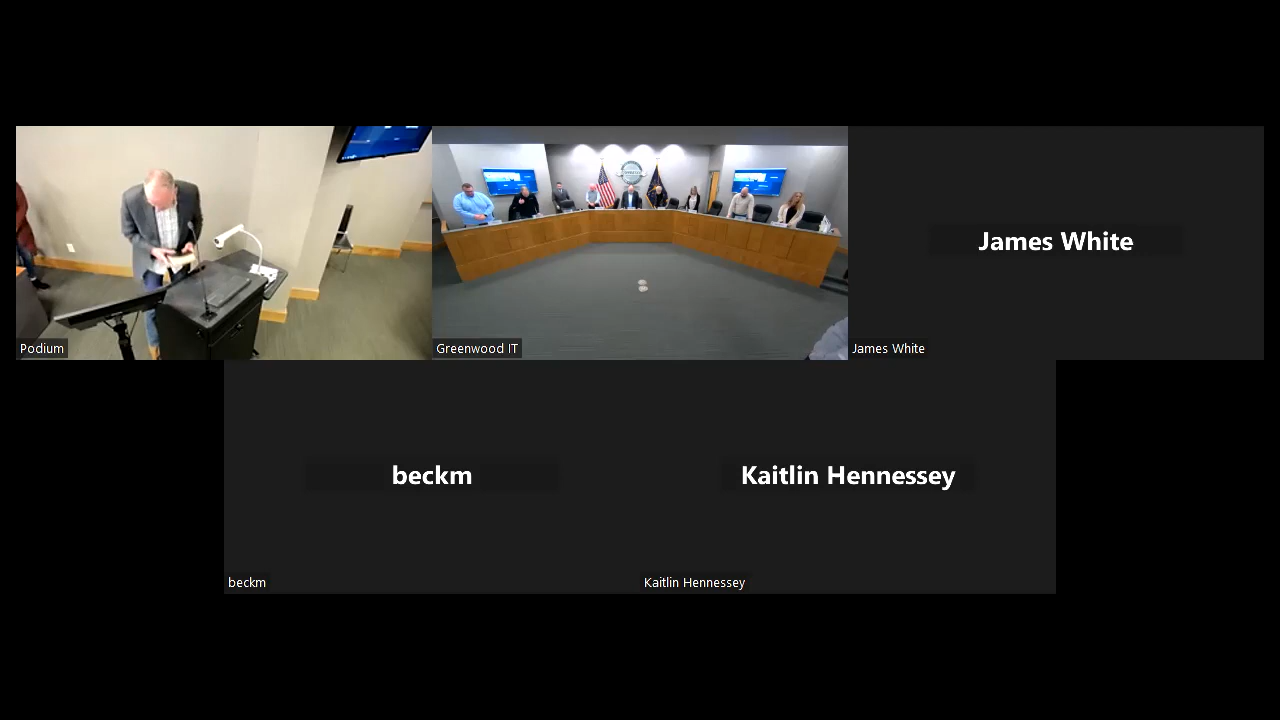 James White
Podium
Greenwood IT
James White
beckm
Kaitlin Hennessey
beckm
Kaitlin Hennessey